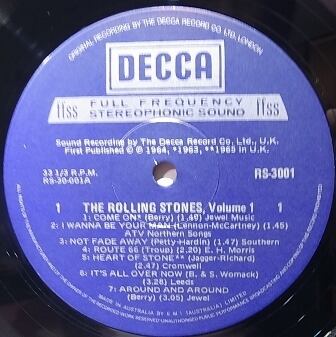 ORIGINAL RECORDING BY THE DECCA RECORD CO LTD., LONDON
DECCA
ffss FULL FREQUENCY ffss
STEREOPHONIC SOUND
Sound Recording by The Decca Record Co. Ltd., U.K.
First Published © ℗ 1964, *1963, **1965 in U.K.
33 1/3 R.P.M. RS-3001
RS-30-001A
1 THE ROLLING STONES, Volume 1 1
1: COME ON* (Berry) (1.49) Jewel Music
2: I WANNA BE YOUR MAN (Lennon-McCartney) (1.45)
ATV Northern Songs
3: NOT FADE AWAY (Petty-Hardin) (1.47) Southern
4: ROUTE 66 (Troup) (2.20) E. H. Morris
5: HEART OF STONE** (Jagger-Richard)
(2.47) Cromwell
6: IT'S ALL OVER NOW (B. & S. Womack)
(3.28) Leeds
7: AROUND AND AROUND
(Berry) 3.05) Jewel
MADE IN AUSTRALIA BY E M I (AUSTRALIA) LIMITED